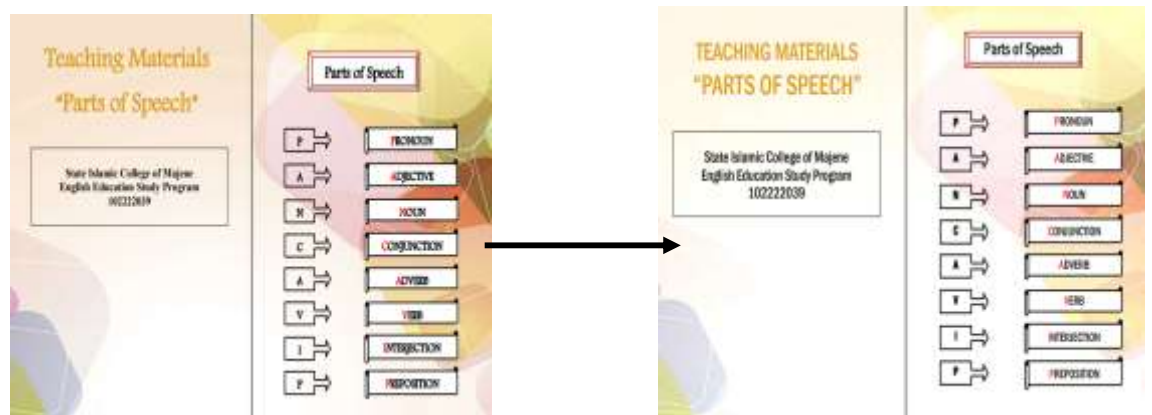 Teaching Materials
"Parts of Speech"
State Islamic College of Majene
English Education Study Program
102222039
Parts of Speech
P PRONOUN
A ADJECTIVE
N NOUN
C CONJUNCTION
A ADVERB
V VERB
I INTERJECTION
P PREPOSITION
TEACHING MATERIALS
"PARTS OF SPEECH"
State Islamic College of Majene
English Education Study Program
102222039
Parts of Speech
P PRONOUN
A ADJECTIVE
N NOUN
C CONJUNCTION
A ADVERB
V VERB
I INTERJECTION
P PREPOSITION